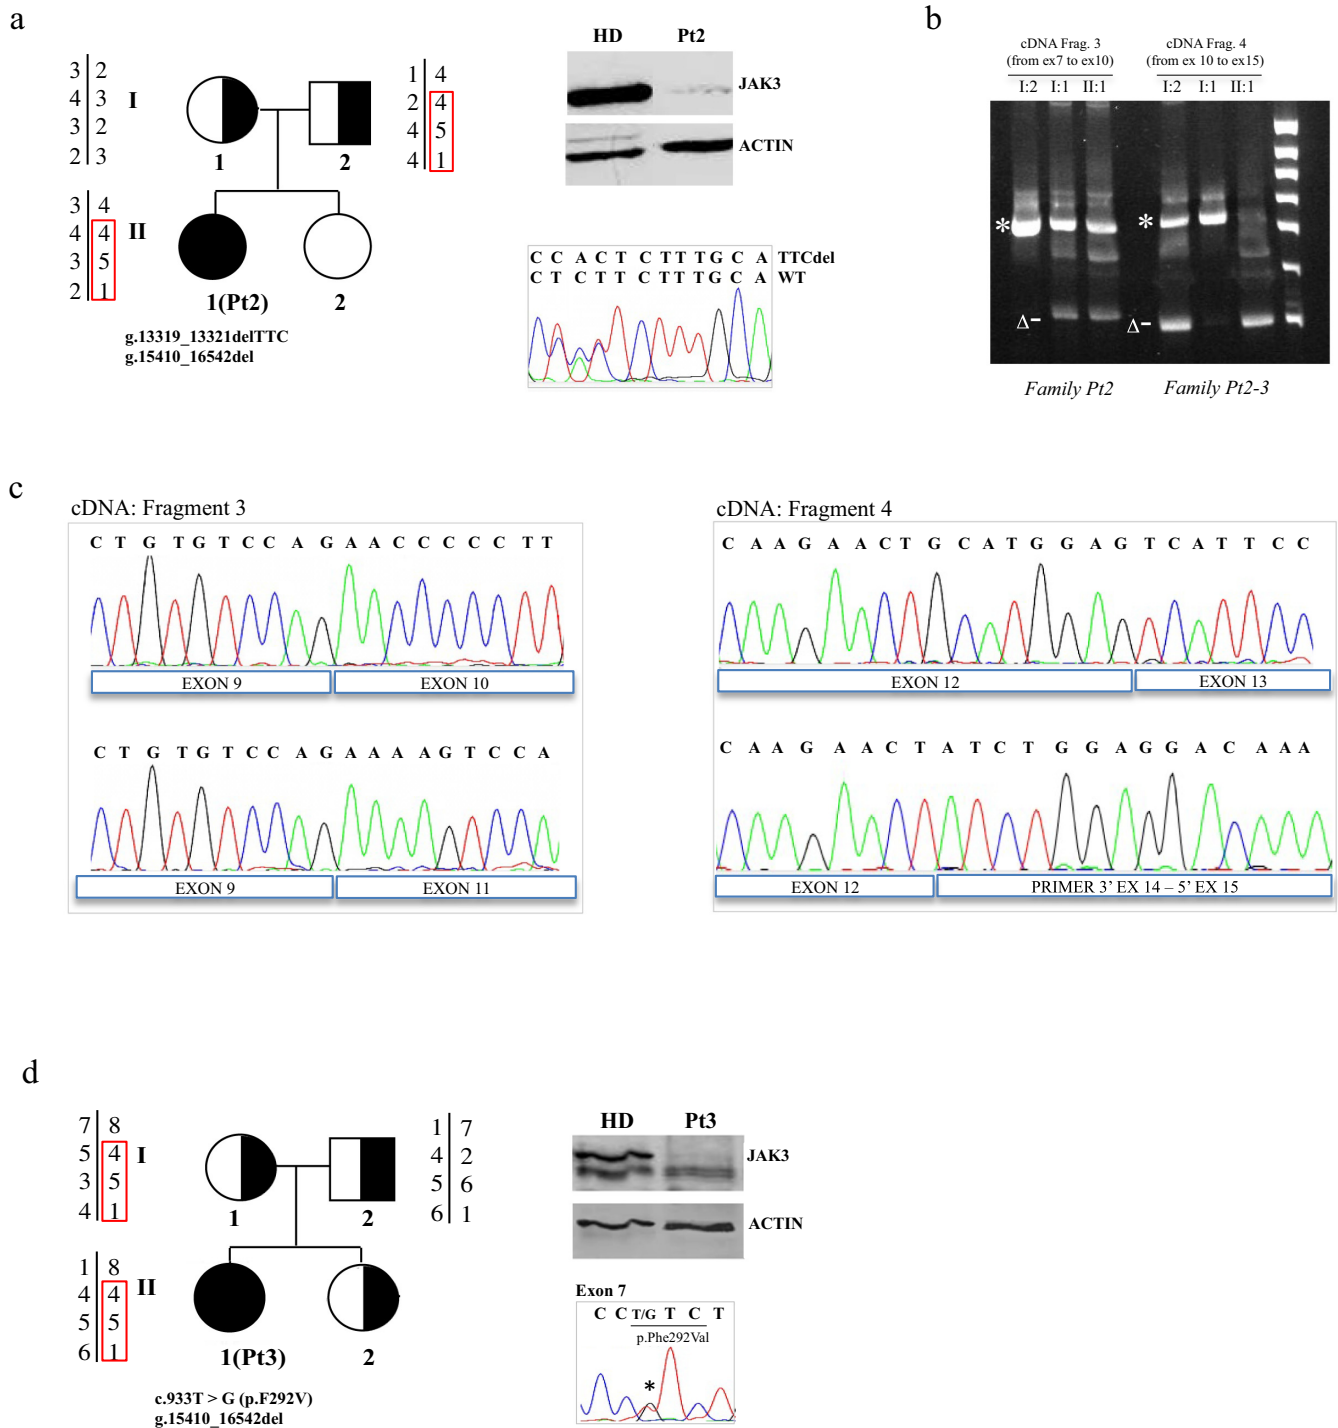 a
3 2
4 3
3 2
2 3
I
1
2
1 4
2 4
4 5
4 1
3 4
4 4
3 5
2 1
II
1(Pt2)
2
g.13319_13321delTTC
g.15410_16542del
HD Pt2
JAK3
ACTIN
C C A C T C T T T G C A TTCdel
C T C T T C T T T G C A WT
b
cDNA Frag. 3
(from ex7 to ex10)
cDNA Frag. 4
(from ex 10 to ex15)
I:2 I:1 II:1
I:2 I:1 II:1
*
*
Δ-
Δ-
Family Pt2
Family Pt2-3
c
cDNA: Fragment 3
C T G T G T C C A G A A C C C C C T T
EXON 9
EXON 10
C T G T G T C C A G A A A A G T C C A
EXON 9
EXON 11
cDNA: Fragment 4
C A A G A A C T G C A T G G A G T C A T T C C
EXON 12
EXON 13
C A A G A A C T A T C T G G A G G A C A A A
EXON 12
PRIMER 3' EX 14 – 5' EX 15
d
7 8
5 4
3 5
4 1
I
1
2
1 7
4 2
5 6
6 1
1 8
4 4
5 5
6 1
II
1(Pt3)
2
c.933T > G (p.F292V)
g.15410_16542del
HD Pt3
JAK3
ACTIN
Exon 7
C C T/G T C T
p.Phe292Val
*